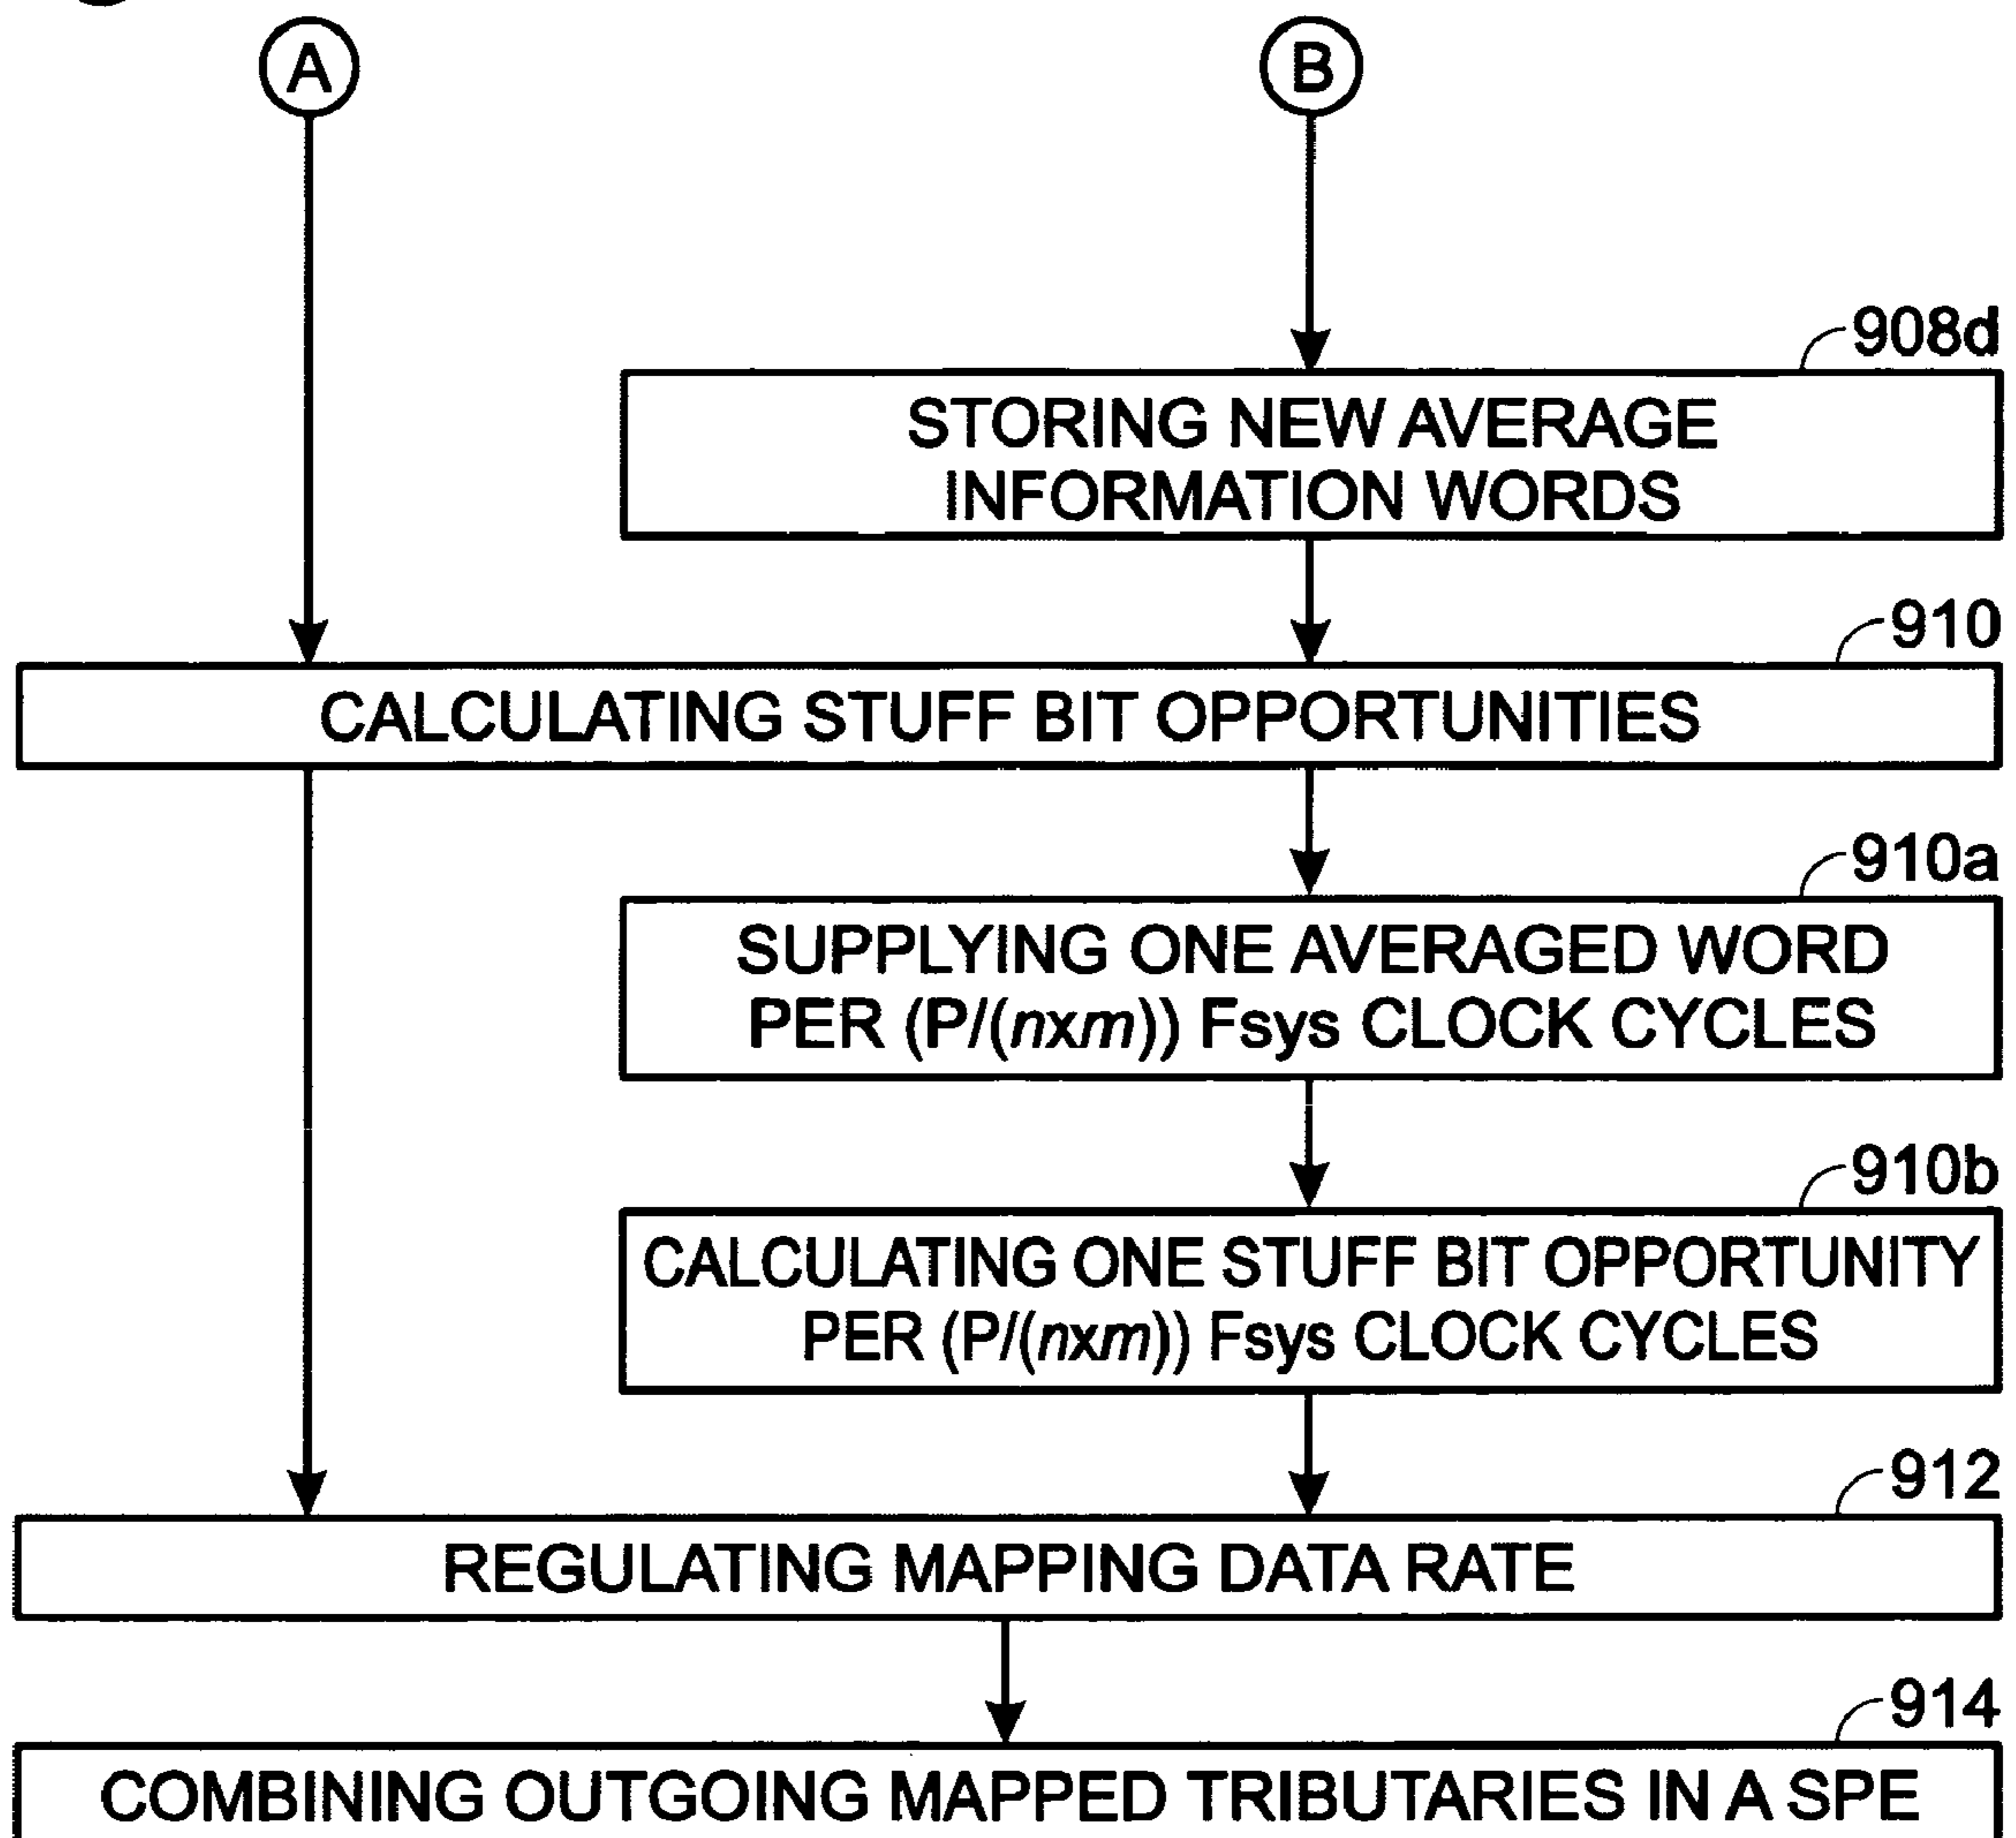 A
B
908d
STORING NEW AVERAGE
INFORMATION WORDS
910
CALCULATING STUFF BIT OPPORTUNITIES
910a
SUPPLYING ONE AVERAGED WORD
PER (P/(nxm)) Fsys CLOCK CYCLES
910b
CALCULATING ONE STUFF BIT OPPORTUNITY
PER (P/(nxm)) Fsys CLOCK CYCLES
912
REGULATING MAPPING DATA RATE
914
COMBINING OUTGOING MAPPED TRIBUTARIES IN A SPE